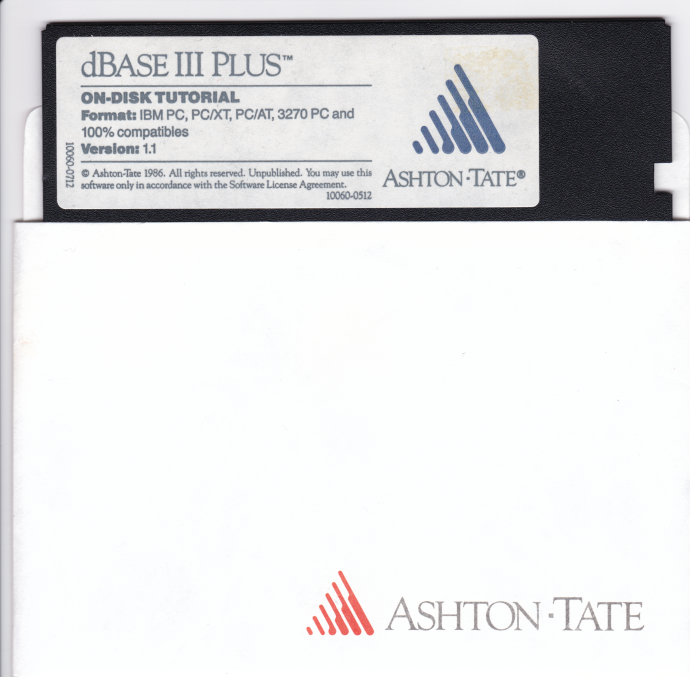 dBASE III PLUS™
ON-DISK TUTORIAL
Format: IBM PC, PC/XT, PC/AT, 3270 PC and
100% compatibles
Version: 1.1
© Ashton-Tate 1986. All rights reserved. Unpublished. You may use this
software only in accordance with the Software License Agreement.
10060-0512
10060-0712
ASHTON·TATE®
ASHTON·TATE